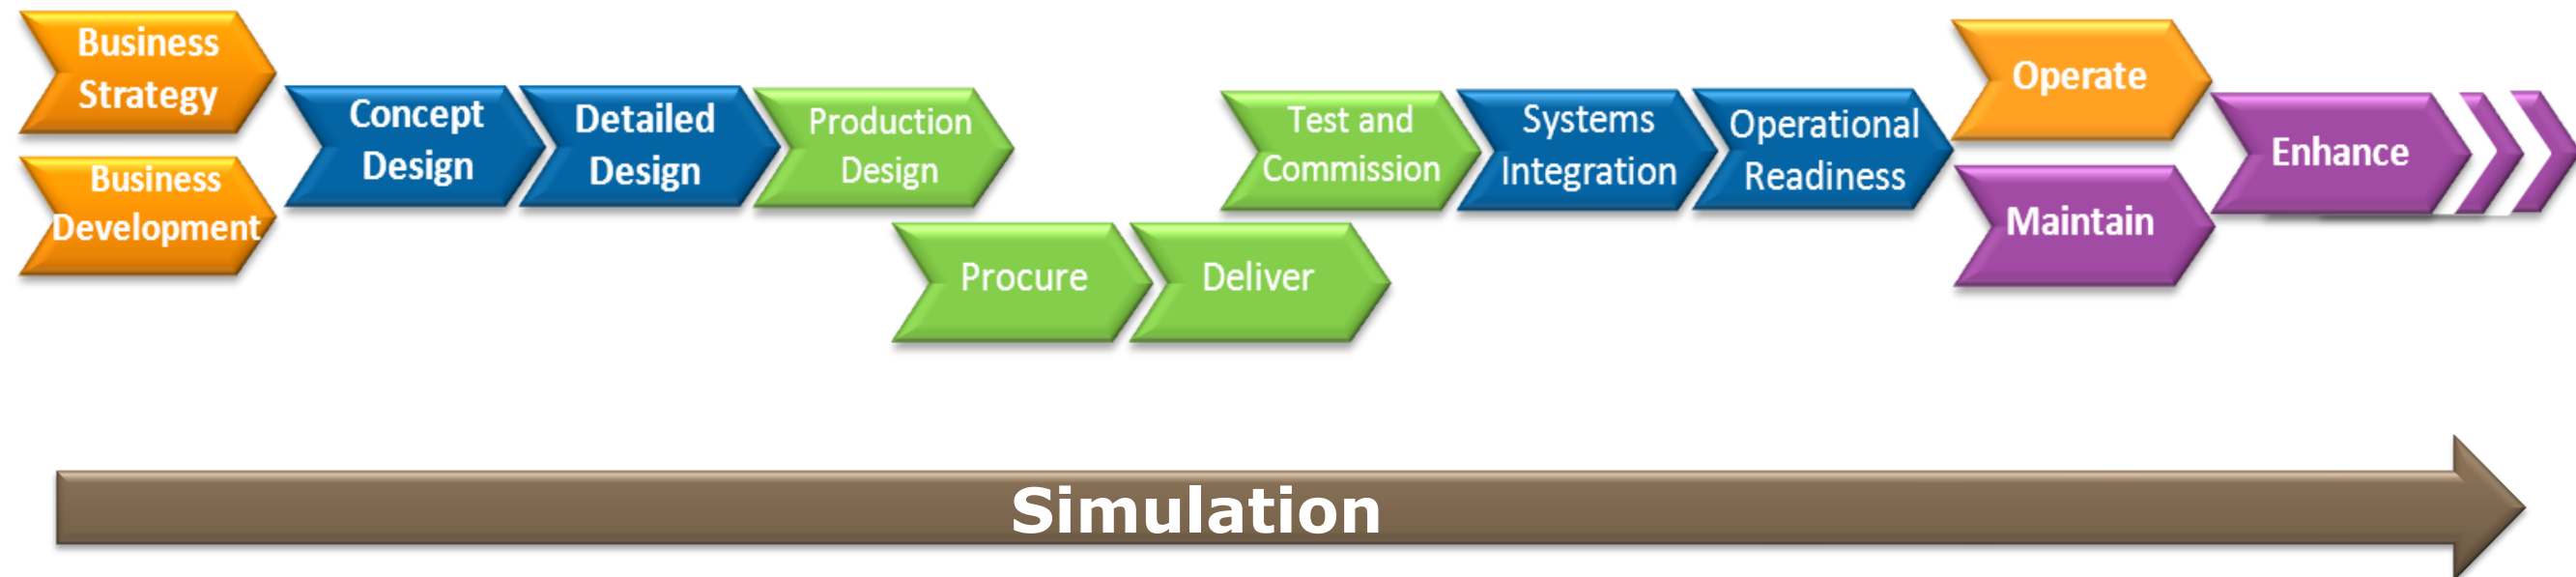 Business
Strategy
Business
Development
Concept
Design
Detailed
Design
Production
Design
Procure
Deliver
Test and
Commission
Systems
Integration
Operational
Readiness
Operate
Maintain
Enhance
Simulation